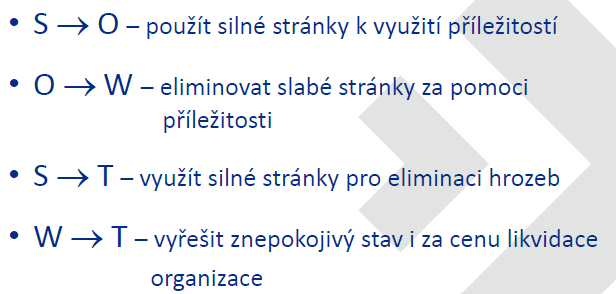 • S → O – použít silné stránky k využití příležitostí
• O → W – eliminovat slabé stránky za pomoci
příležitosti
• S → T – využít silné stránky pro eliminaci hrozeb
• W → T – vyřešit znepokojivý stav i za cenu likvidace
organizace